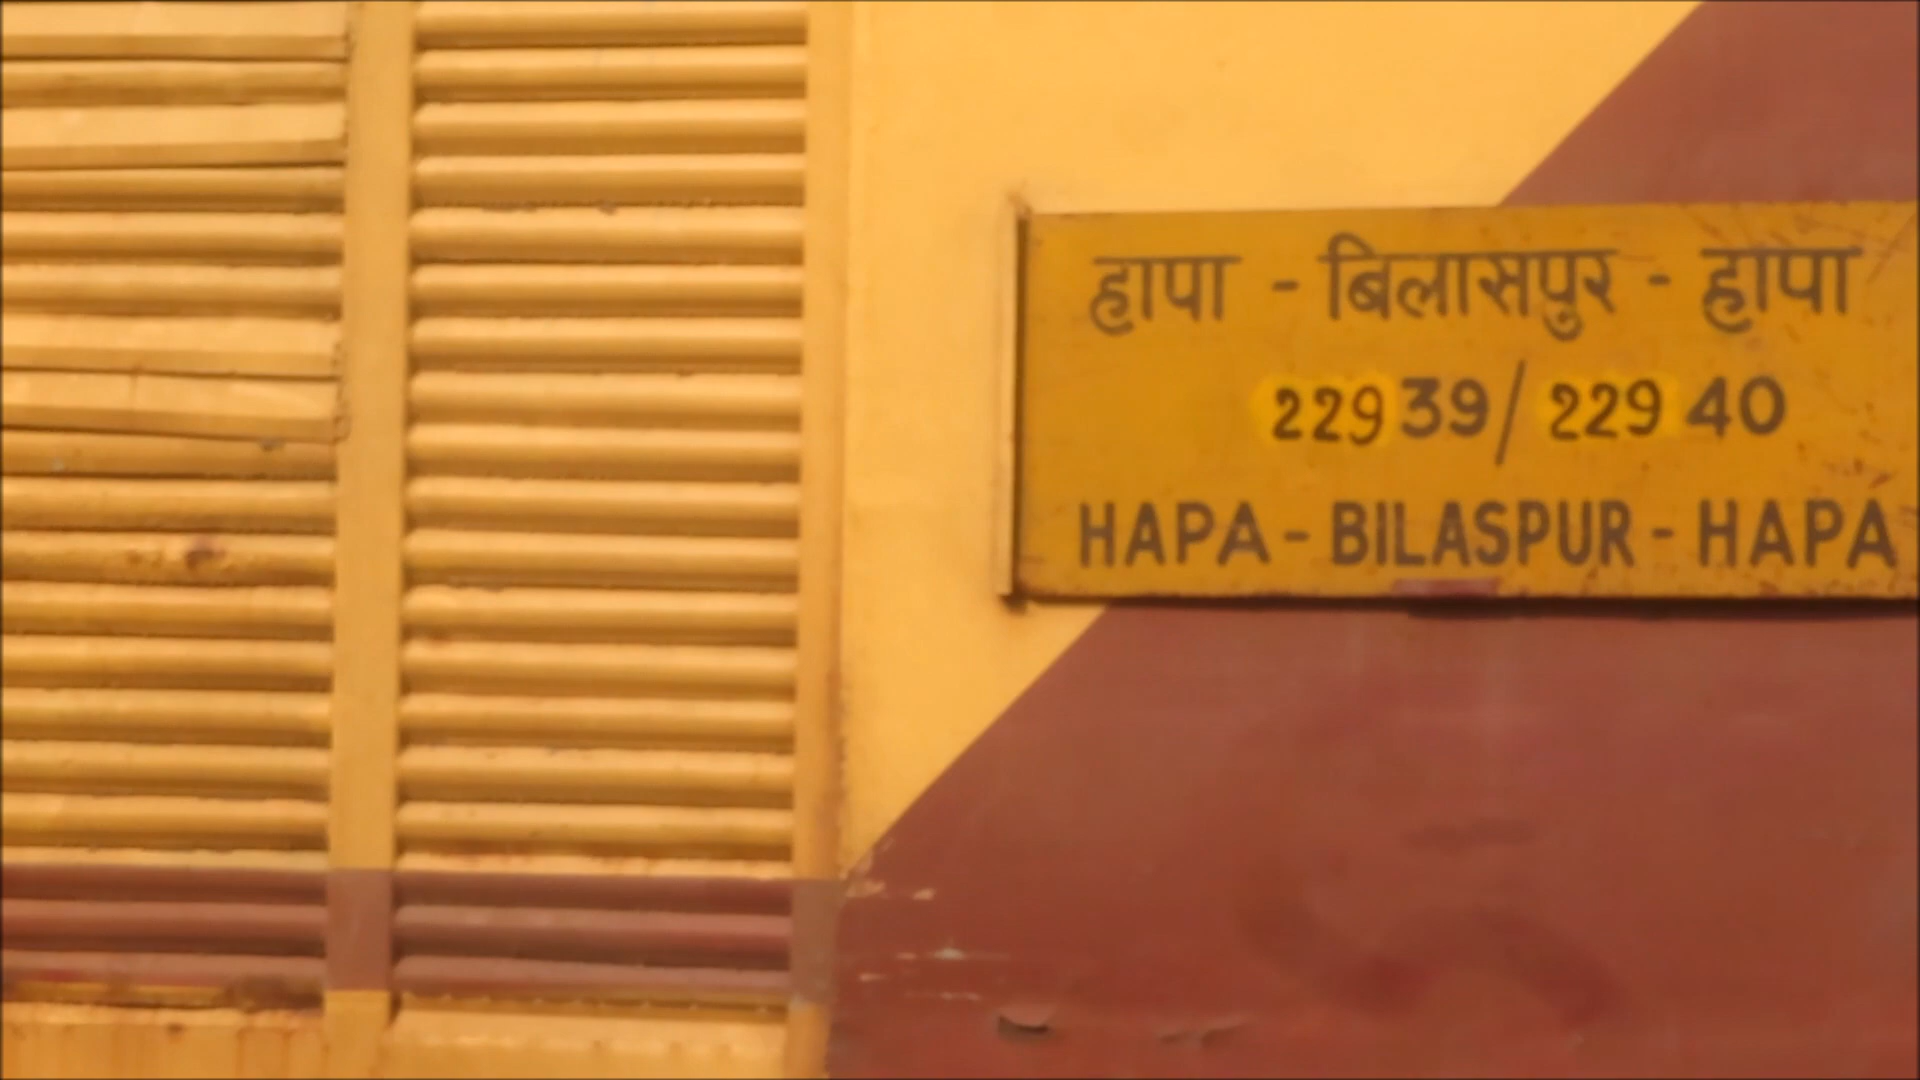 हापा - बिलासपुर - हापा
22939/22940
HAPA - BILASPUR - HAPA